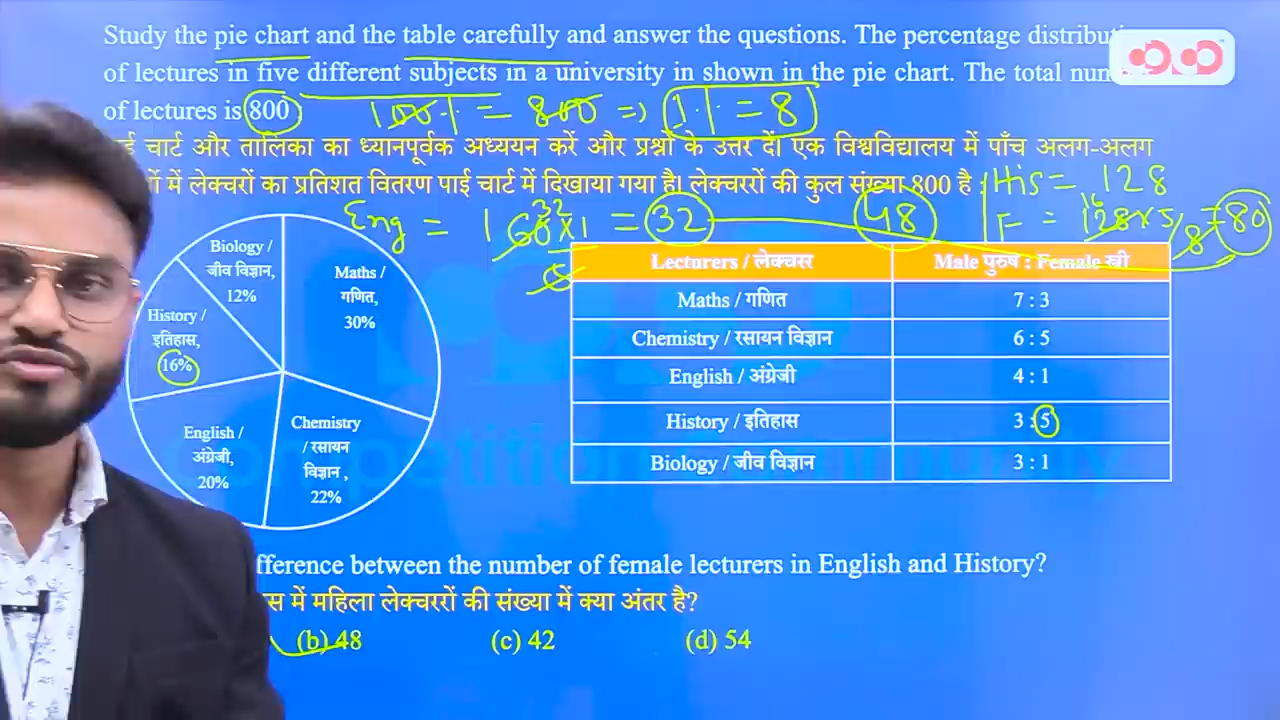 Study the pie chart and the table carefully and answer the questions. The percentage
of lectures in five different subjects in a university in shown in the pie chart. The total
of lectures is 800
100% = 800 => 1% = 8
चार्ट और तालिका का ध्यानपूर्वक अध्ययन करें और प्रश्नों के उत्तर दें। एक विश्वविद्यालय में पाँच अलग-अलग
में लेक्चरों का प्रतिशत वितरण पाई चार्ट में दिखाया गया है। लेक्चररों की कुल संख्या 800 है
His = 128
Eng = 160×1/5 = 32
48
F = 128×5/8 = 80
Biology /
जीव विज्ञान,
12%
Maths /
गणित,
30%
History /
इतिहास,
16%
English /
अंग्रेजी,
20%
Chemistry
/ रसायन
विज्ञान ,
22%
Lecturers / लेक्चरर Male पुरुष : Female स्त्री
Maths / गणित 7 : 3
Chemistry / रसायन विज्ञान 6 : 5
English / अंग्रेजी 4 : 1
History / इतिहास 3 : 5
Biology / जीव विज्ञान 3 : 1
between the number of female lecturers in English and History?
में महिला लेक्चररों की संख्या में क्या अंतर है?
(b) 48 (c) 42 (d) 54